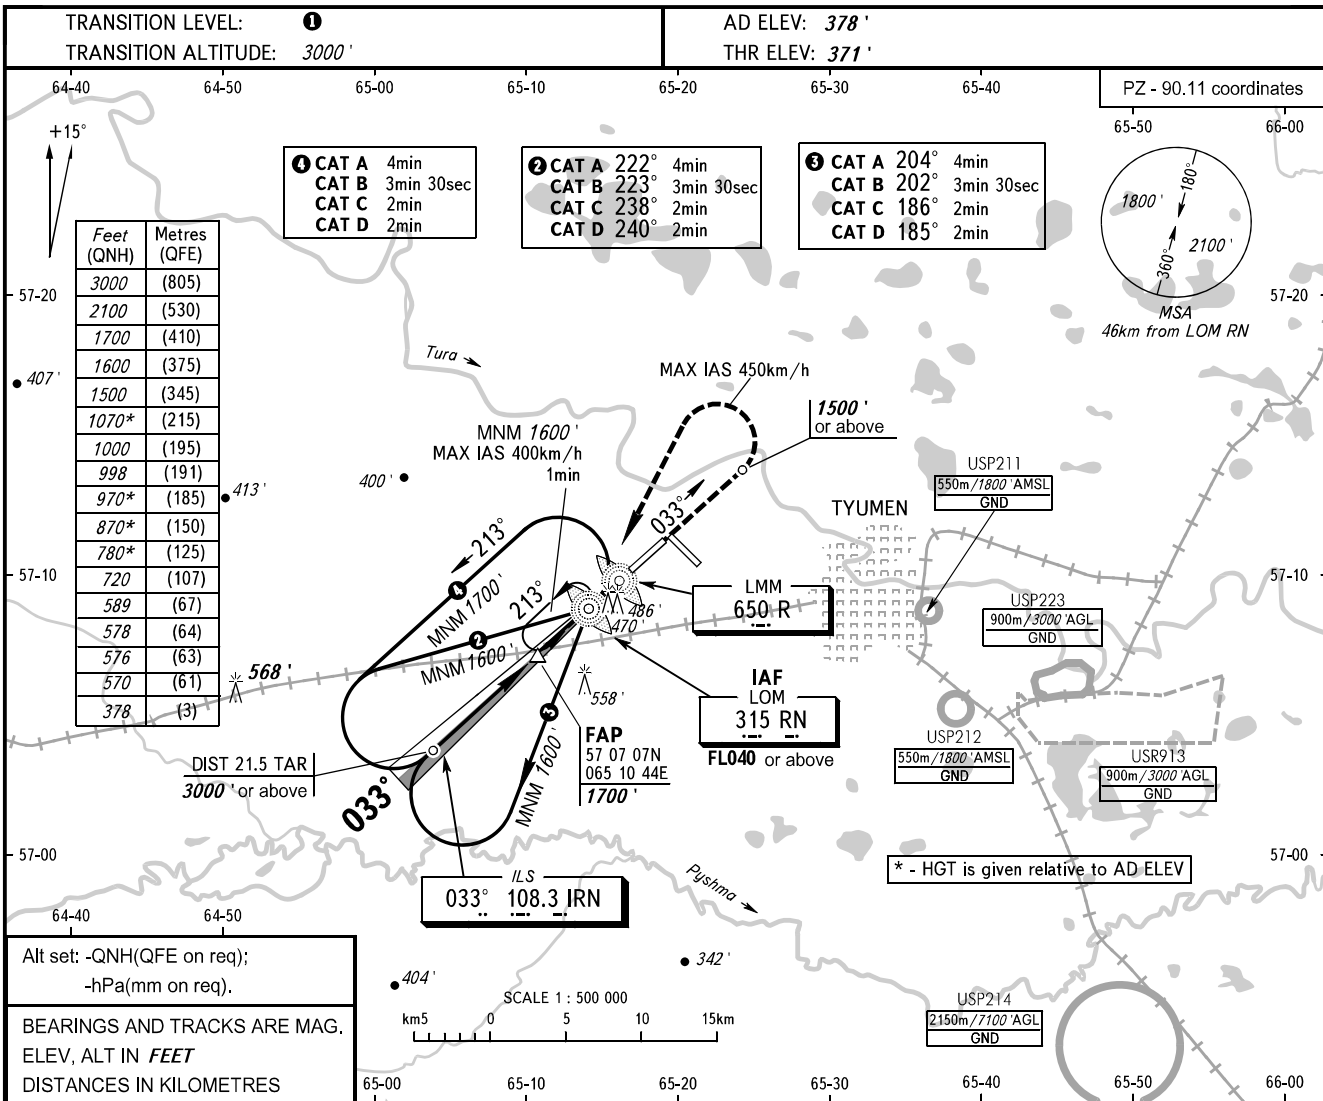 TRANSITION LEVEL: ❶
TRANSITION ALTITUDE: 3000 '
AD ELEV: 378 '
THR ELEV: 371 '
64-40 64-50 65-00 65-10 65-20 65-30 65-40
PZ - 90.11 coordinates
65-50 66-00
+15°
❹ CAT A 4min
CAT B 3min 30sec
CAT C 2min
CAT D 2min
❷ CAT A 222° 4min
CAT B 223° 3min 30sec
CAT C 238° 2min
CAT D 240° 2min
❸ CAT A 204° 4min
CAT B 202° 3min 30sec
CAT C 186° 2min
CAT D 185° 2min
180°
1800 '
2100 '
360°
MSA
46km from LOM RN
Feet (QNH) Metres (QFE)
3000 (805)
2100 (530)
1700 (410)
1600 (375)
1500 (345)
1070* (215)
1000 (195)
998 (191)
970* (185)
870* (150)
780* (125)
720 (107)
589 (67)
578 (64)
576 (63)
570 (61)
378 (3)
57-20 57-20
407 '
Tura
MAX IAS 450km/h
1500 '
or above
MNM 1600 '
MAX IAS 400km/h
1min
400 '
413 '
033°
USP211
550m/1800 'AMSL
GND
TYUMEN
213°
❹
MNM 1700 '
213°
57-10 57-10
LMM
650 R
486 '
470 '
USP223
900m/3000 'AGL
GND
❷
MNM 1600 '
568 '
558 '
❸
MNM 1600 '
IAF
LOM
315 RN
FL040 or above
FAP
57 07 07N
065 10 44E
1700 '
DIST 21.5 TAR
3000 ' or above
033°
USP212
550m/1800 'AMSL
GND
USR913
900m/3000 'AGL
GND
57-00 57-00
* - HGT is given relative to AD ELEV
ILS
033° 108.3 IRN
Pyshma
64-40 64-50
342 '
404 '
Alt set: -QNH(QFE on req);
-hPa(mm on req).
SCALE 1 : 500 000
km5 0 5 10 15km
USP214
2150m/7100 'AGL
GND
BEARINGS AND TRACKS ARE MAG.
ELEV, ALT IN FEET
DISTANCES IN KILOMETRES
65-00 65-10 65-20 65-30 65-40 65-50 66-00